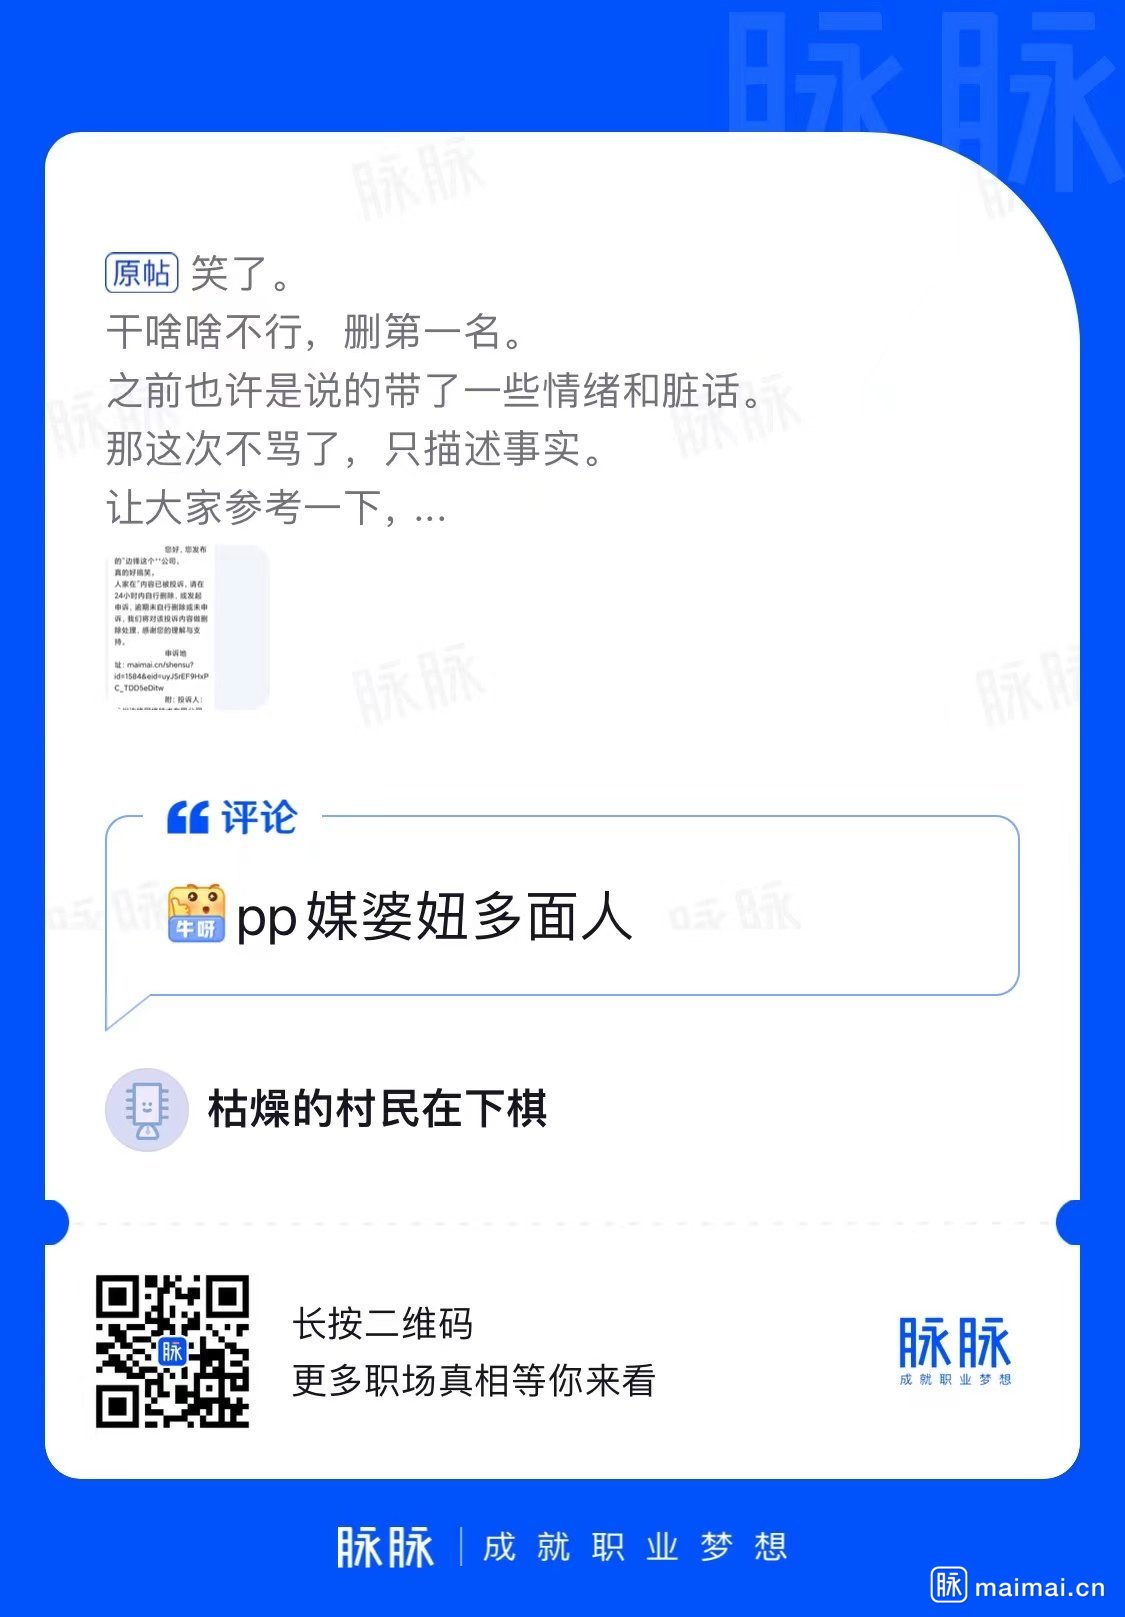 脉脉
原帖 笑了。
干啥啥不行，删第一名。
之前也许是说的带了一些情绪和脏话。
那这次不骂了，只描述事实。
让大家参考一下，...
您好，您发布
的"边缘这个**公司，
真的好搞笑。
人家在"内容已被投诉，请在
24小时内自行删除，或发起
申诉，逾期未自行删除或未申
诉，我们将对该投诉内容做删
除处理，感谢您的理解与支
持。
申诉地
址：maimai.cn/shensu?
id=1584&eid=uyJSrEF9HxP
C_TDD5eDitw
附：投诉人：
评论
牛呀 pp媒婆妞多面人
枯燥的村民在下棋
脉
长按二维码
更多职场真相等你来看
脉脉
成就职业梦想
脉脉 | 成就职业梦想
脉 maimai.cn